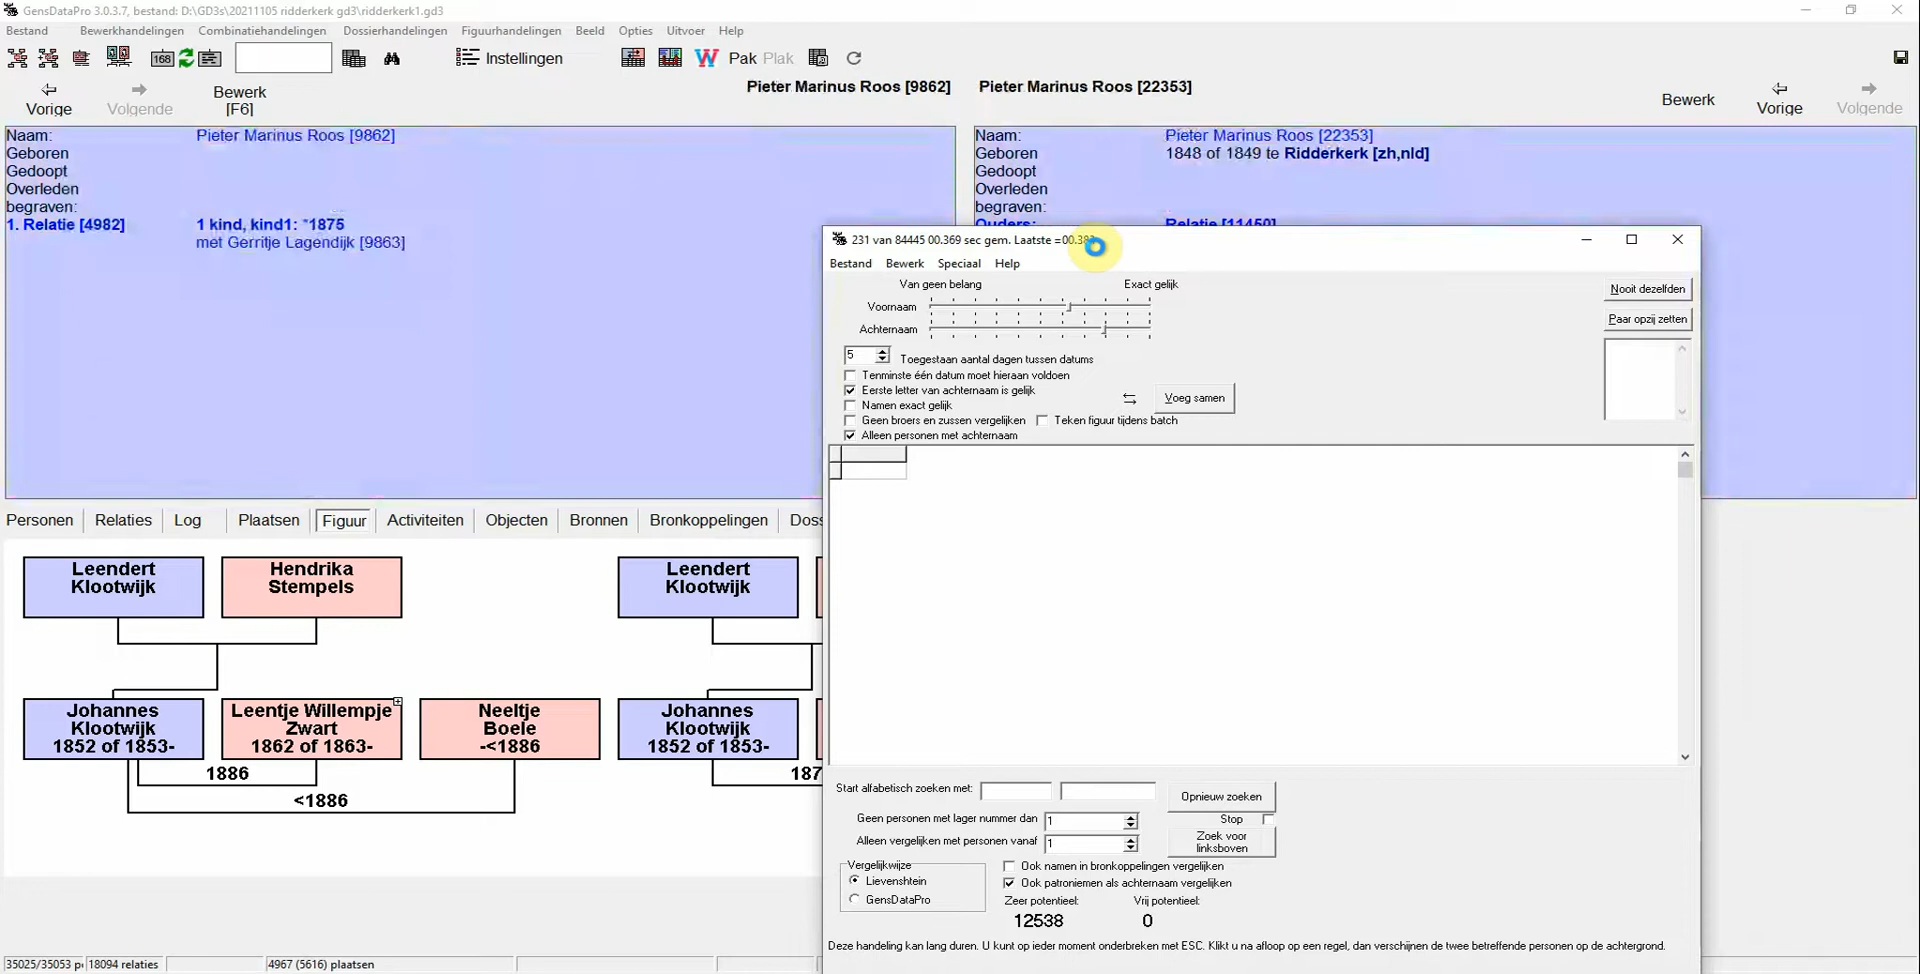 GensDataPro 3.0.3.7, bestand: D:\GD3s\20211105 ridderkerk gd3\ridderkerk1.gd3
Bestand Bewerkhandelingen Combinatiehandelingen Dossierhandelingen Figuurhandelingen Beeld Opties Uitvoer Help
168 Instellingen W Pak Plak
Vorige Volgende Bewerk [F6] Pieter Marinus Roos [9862] Pieter Marinus Roos [22353] Bewerk Vorige Volgende
Naam: Pieter Marinus Roos [9862]
Geboren
Gedoopt
Overleden
begraven:
1. Relatie [4982] 1 kind, kind1: *1875
met Gerritje Lagendijk [9863]
Naam: Pieter Marinus Roos [22353]
Geboren 1848 of 1849 te Ridderkerk [zh,nld]
Gedoopt
Overleden
begraven:
Ouders: Relatie [11450]
231 van 84445 00.369 sec gem. Laatste =00.38
Bestand Bewerk Speciaal Help
Van geen belang Exact gelijk
Voornaam
Achternaam
Nooit dezelfden
Paar opzij zetten
5 Toegestaan aantal dagen tussen datums
Tenminste één datum moet hieraan voldoen
Eerste letter van achternaam is gelijk
Namen exact gelijk
Geen broers en zussen vergelijken Teken figuur tijdens batch
Alleen personen met achternaam
Voeg samen
Personen Relaties Log Plaatsen Figuur Activiteiten Objecten Bronnen Bronkoppelingen Doss
Leendert
Klootwijk
Hendrika
Stempels
Leendert
Klootwijk
Johannes
Klootwijk
1852 of 1853-
Leentje Willempje
Zwart
1862 of 1863-
Neeltje
Boele
-<1886
Johannes
Klootwijk
1852 of 1853-
1886
<1886
187
Start alfabetisch zoeken met: Opnieuw zoeken
Geen personen met lager nummer dan 1 Stop
Alleen vergelijken met personen vanaf 1 Zoek voor
linksboven
Vergelijkwijze
Lievenshtein
GensDataPro
Ook namen in bronkoppelingen vergelijken
Ook patroniemen als achternaam vergelijken
Zeer potentieel: Vrij potentieel:
12538 0
Deze handeling kan lang duren. U kunt op ieder moment onderbreken met ESC. Klikt u na afloop op een regel, dan verschijnen de twee betreffende personen op de achtergrond.
35025/35053 p 18094 relaties 4967 (5616) plaatsen